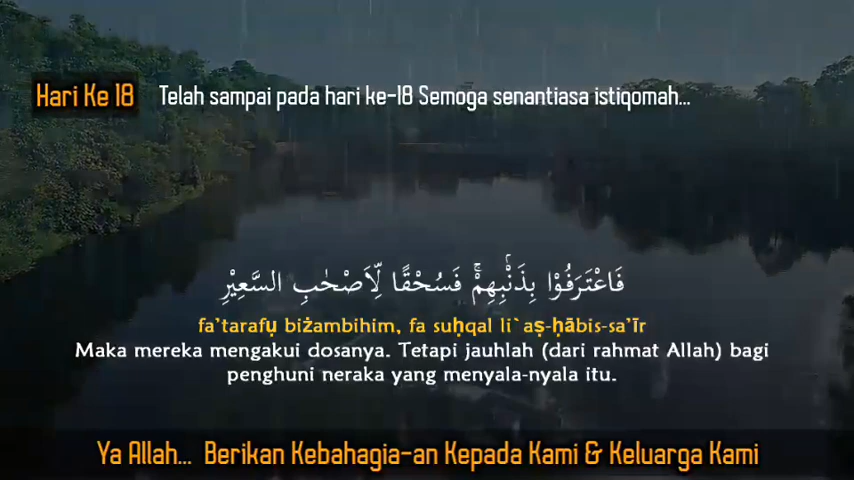 Hari Ke 18
Telah sampai pada hari ke-18 Semoga senantiasa istiqomah...
فَاعْتَرَفُوْا بِذَنْۢبِهِمْۚ فَسُحْقًا لِّاَصْحٰبِ السَّعِيْرِ
fa'tarafụ biżambihim, fa suḥqal li`aṣ-ḥābis-sa'īr
Maka mereka mengakui dosanya. Tetapi jauhlah (dari rahmat Allah) bagi
penghuni neraka yang menyala-nyala itu.
Ya Allah... Berikan Kebahagia-an Kepada Kami & Keluarga Kami